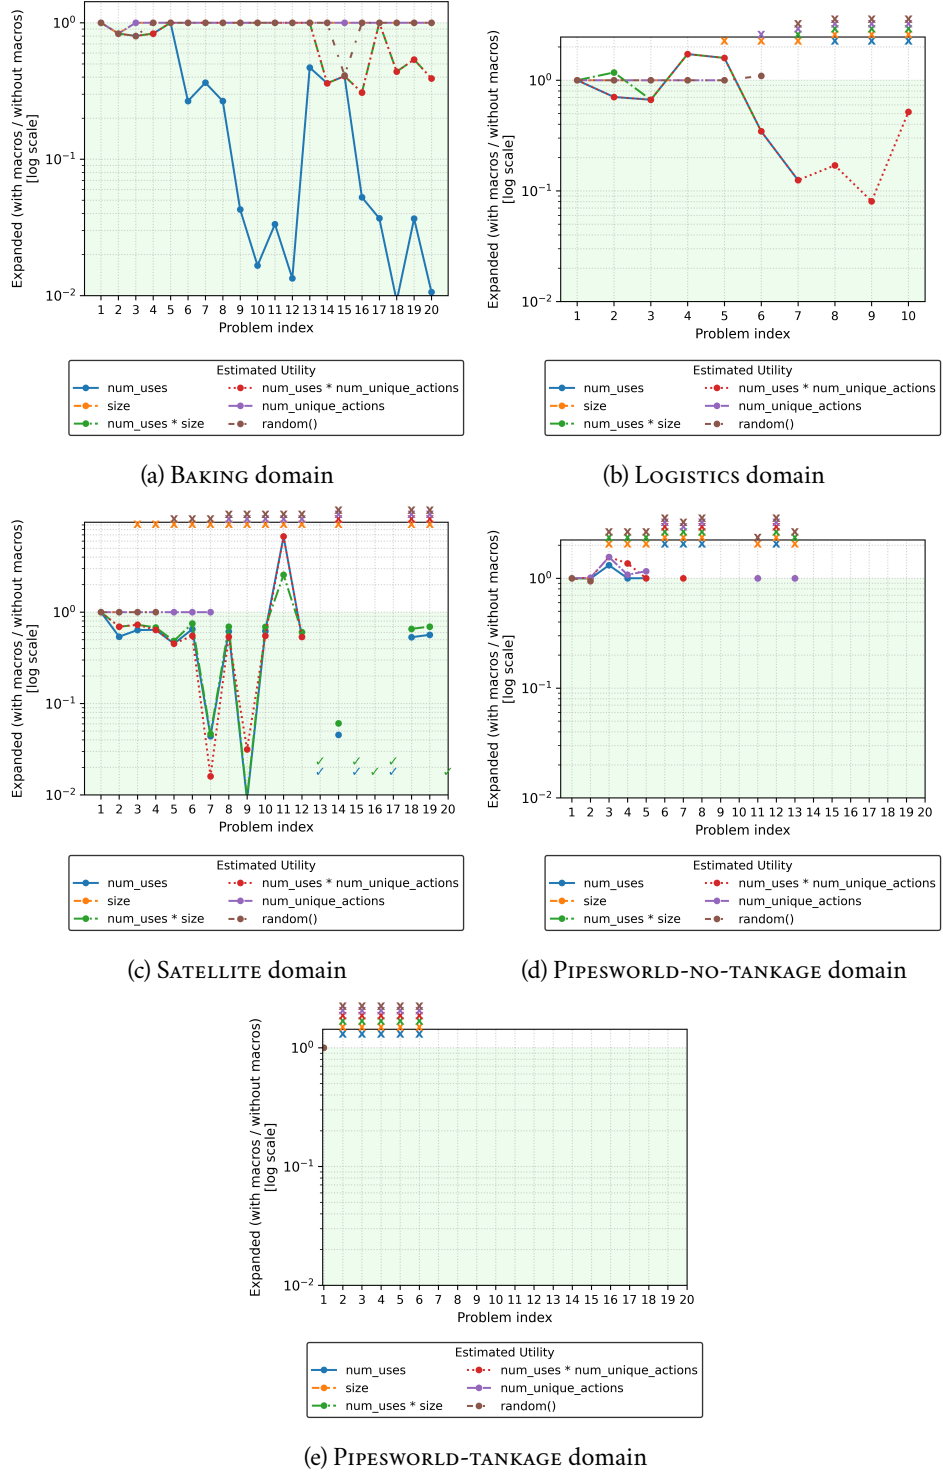 Expanded (with macros / without macros)
[log scale]
10⁰
10⁻¹
10⁻²
1 2 3 4 5 6 7 8 9 10 11 12 13 14 15 16 17 18 19 20
Problem index
Estimated Utility
num_uses
num_uses * num_unique_actions
size
num_unique_actions
num_uses * size
random()
(a) Baking domain
Expanded (with macros / without macros)
[log scale]
10⁰
10⁻¹
10⁻²
1 2 3 4 5 6 7 8 9 10
Problem index
Estimated Utility
num_uses
num_uses * num_unique_actions
size
num_unique_actions
num_uses * size
random()
(b) Logistics domain
Expanded (with macros / without macros)
[log scale]
10⁰
10⁻¹
10⁻²
1 2 3 4 5 6 7 8 9 10 11 12 13 14 15 16 17 18 19 20
Problem index
Estimated Utility
num_uses
num_uses * num_unique_actions
size
num_unique_actions
num_uses * size
random()
(c) Satellite domain
Expanded (with macros / without macros)
[log scale]
10⁰
10⁻¹
10⁻²
1 2 3 4 5 6 7 8 9 10 11 12 13 14 15 16 17 18 19 20
Problem index
Estimated Utility
num_uses
num_uses * num_unique_actions
size
num_unique_actions
num_uses * size
random()
(d) Pipesworld-no-tankage domain
Expanded (with macros / without macros)
[log scale]
10⁰
10⁻¹
10⁻²
1 2 3 4 5 6 7 8 9 10 11 12 13 14 15 16 17 18 19 20
Problem index
Estimated Utility
num_uses
num_uses * num_unique_actions
size
num_unique_actions
num_uses * size
random()
(e) Pipesworld-tankage domain